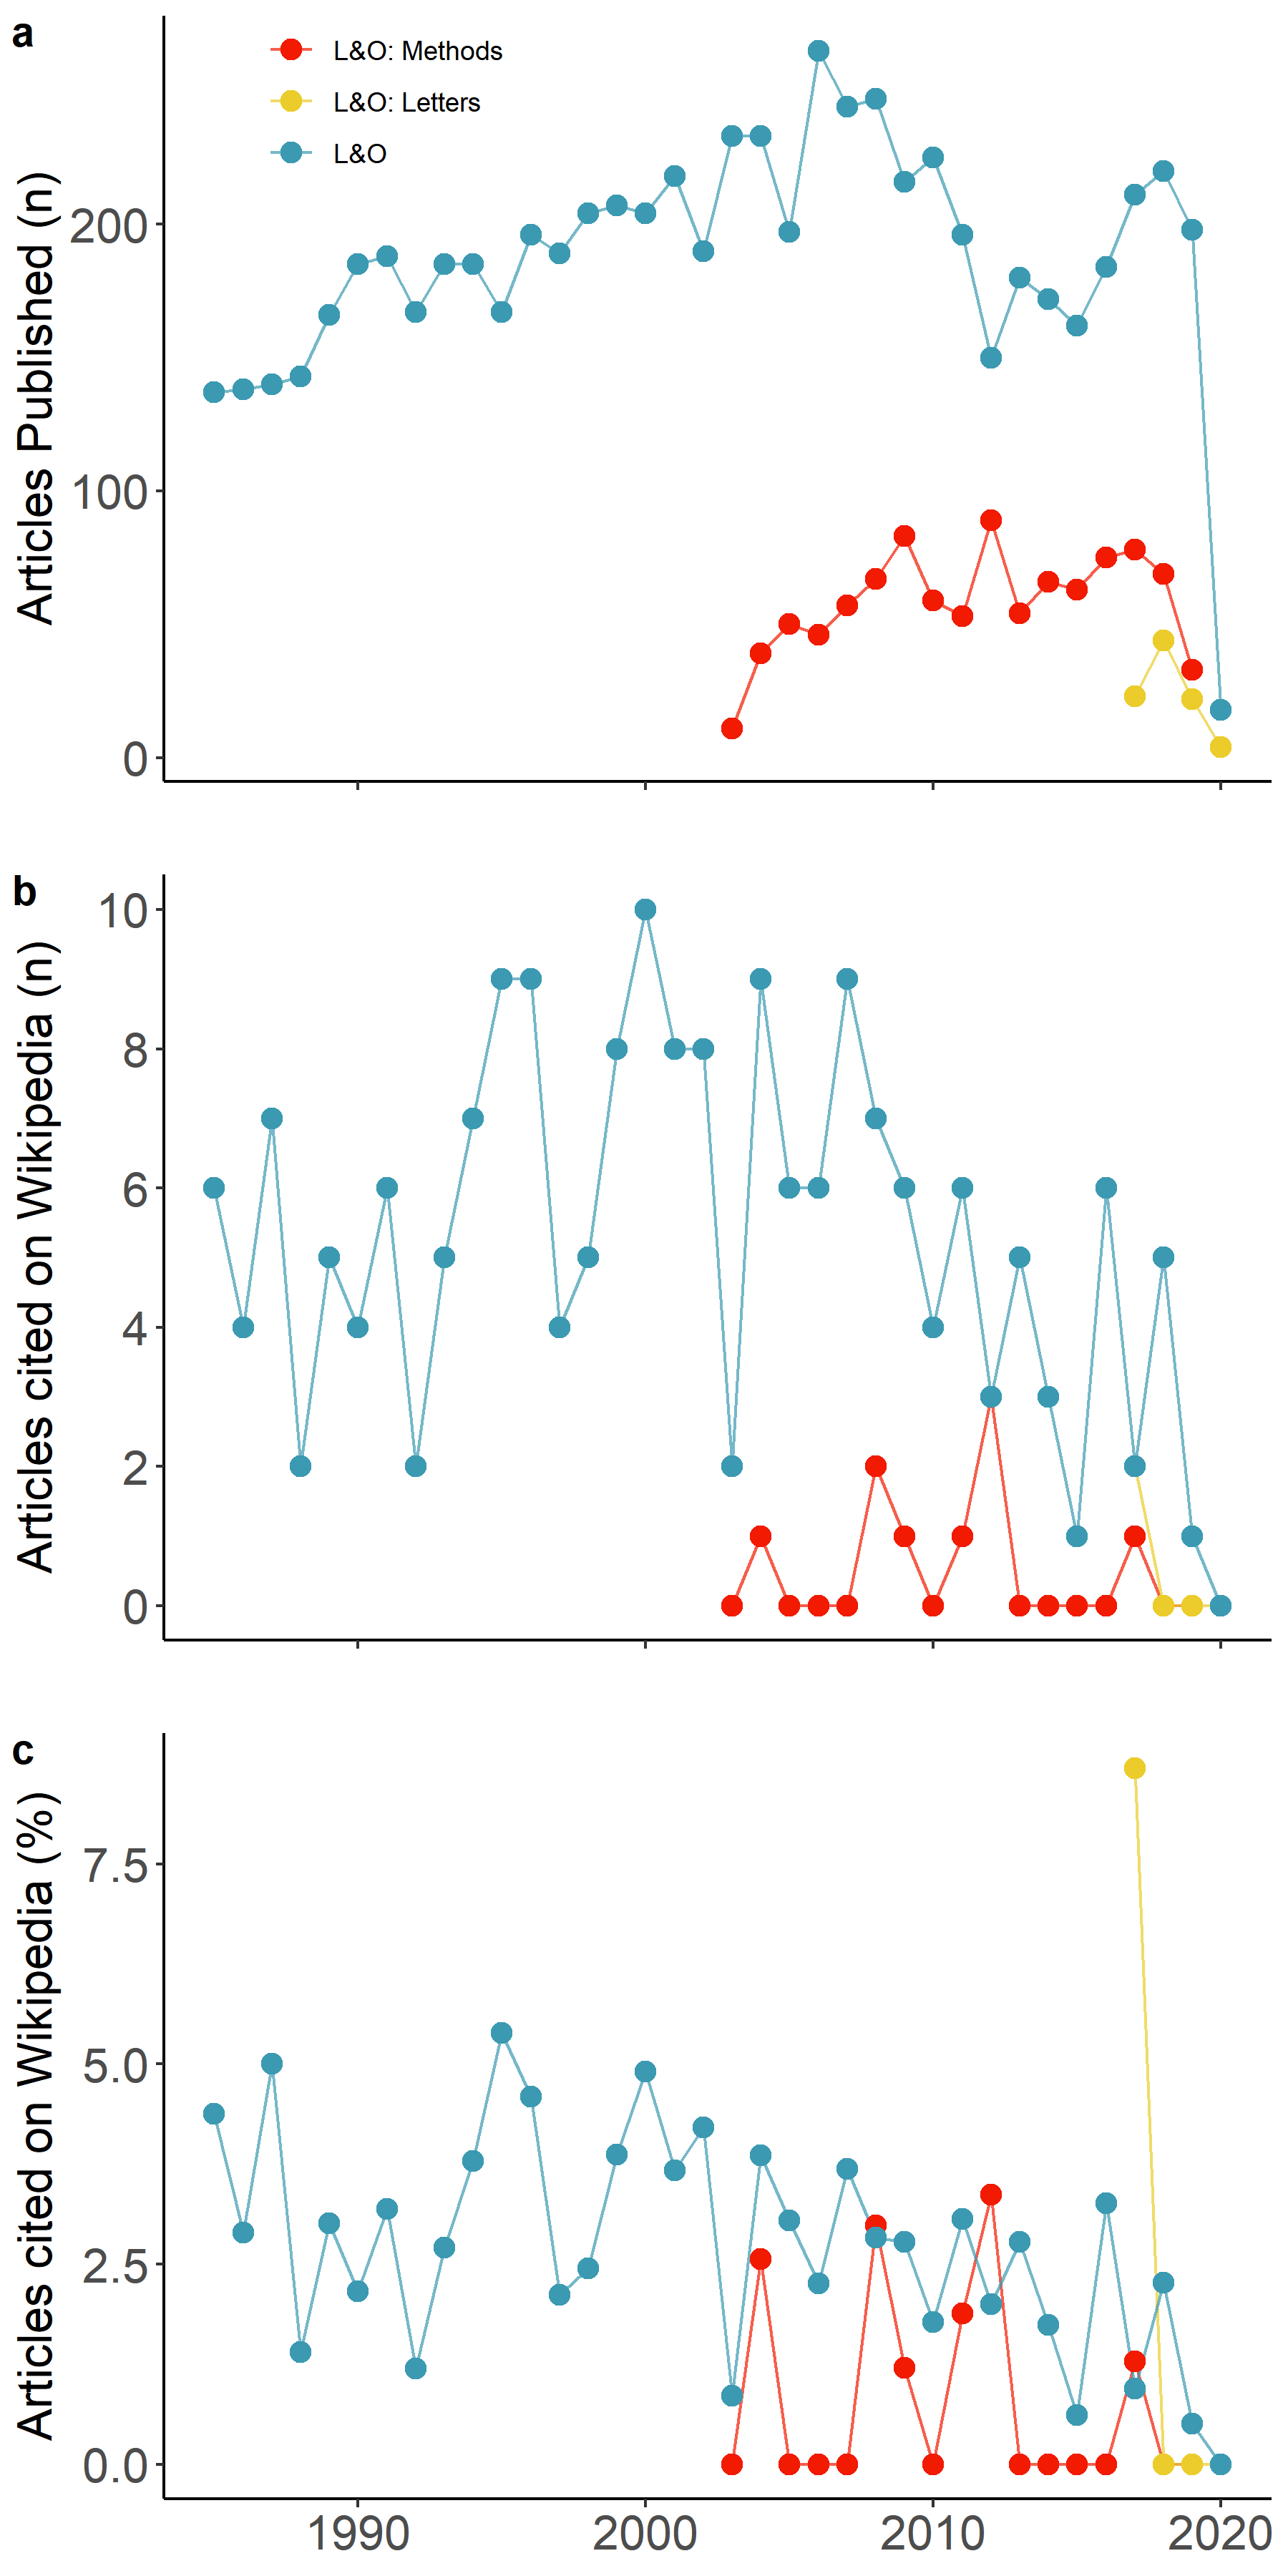 a
L&O: Methods
L&O: Letters
L&O
Articles Published (n)
200
100
0
b
Articles cited on Wikipedia (n)
10
8
6
4
2
0
c
Articles cited on Wikipedia (%)
7.5
5.0
2.5
0.0
1990 2000 2010 2020